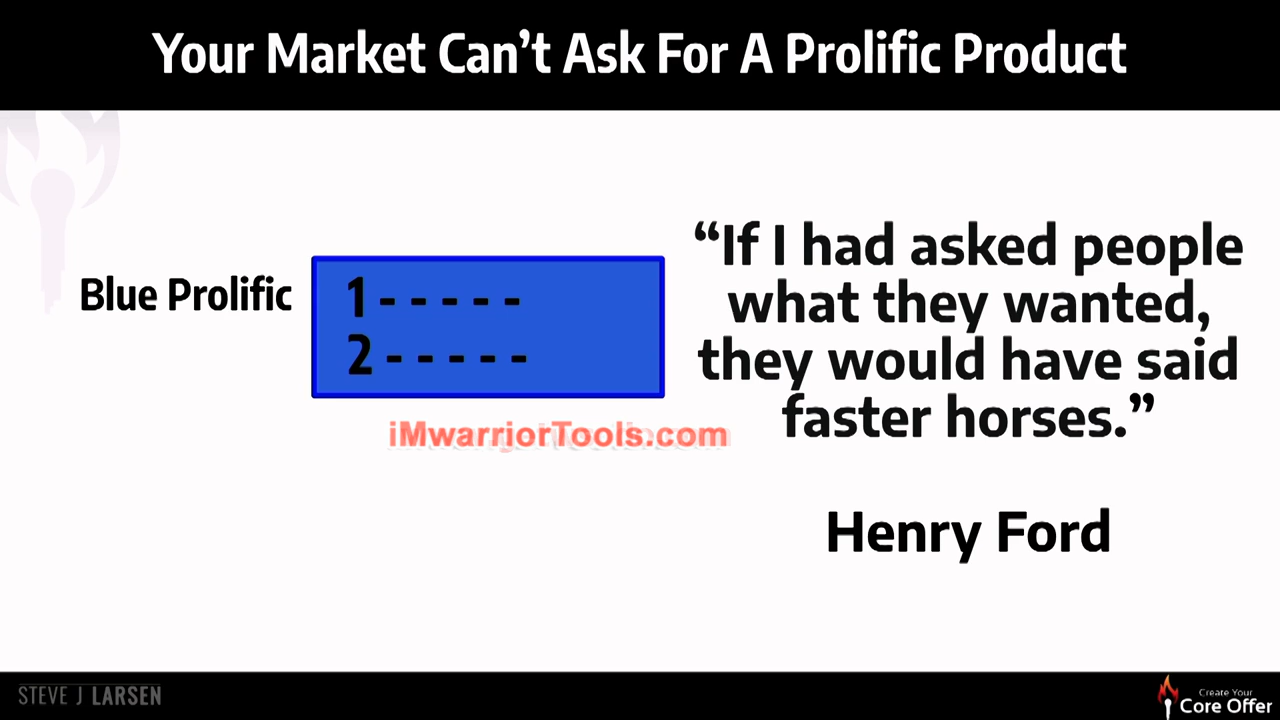 Your Market Can’t Ask For A Prolific Product
Blue Prolific
1 - - - - -
2 - - - - -
iMwarriorTools.com
“If I had asked people
what they wanted,
they would have said
faster horses.”
Henry Ford
STEVE J LARSEN
Create Your
Core Offer